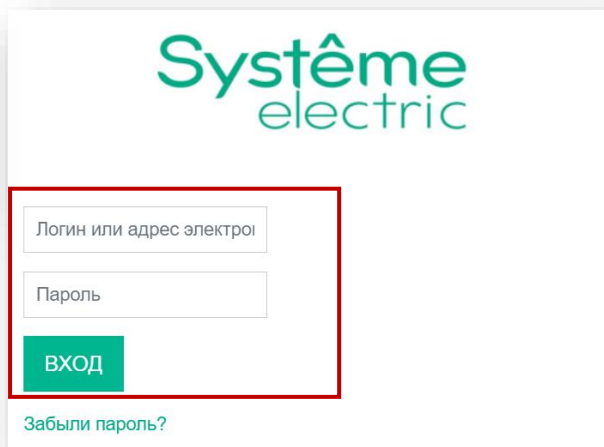 Systême
electric
Логин или адрес электро
Пароль
ВХОД
Забыли пароль?